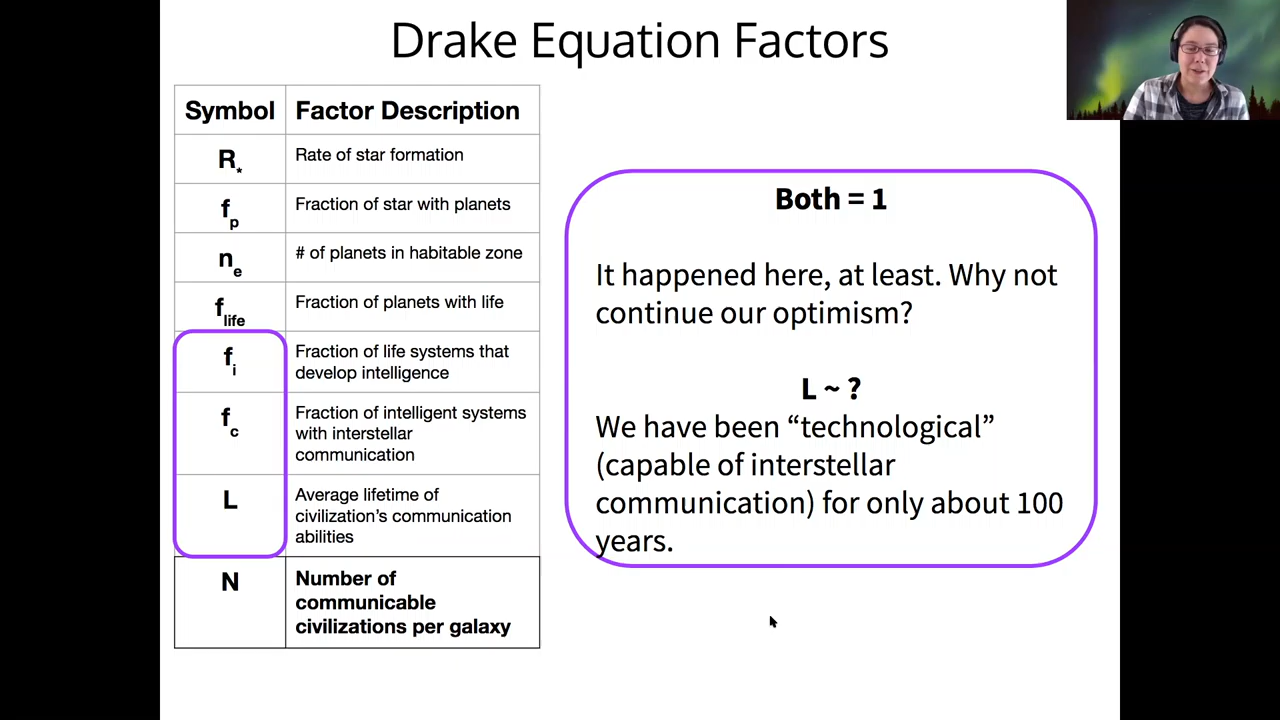 Drake Equation Factors
Symbol Factor Description
R* Rate of star formation
fp Fraction of star with planets
ne # of planets in habitable zone
flife Fraction of planets with life
fi Fraction of life systems that
develop intelligence
fc Fraction of intelligent systems
with interstellar
communication
L Average lifetime of
civilization’s communication
abilities
N Number of
communicable
civilizations per galaxy
Both = 1
It happened here, at least. Why not
continue our optimism?
L ~ ?
We have been “technological”
(capable of interstellar
communication) for only about 100
years.